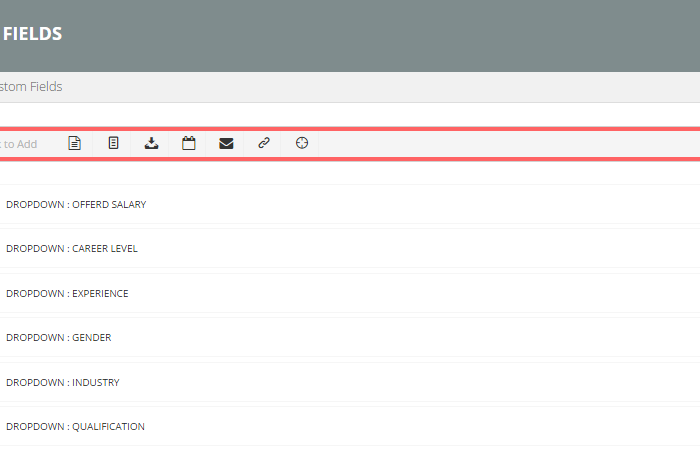 FIELDS
stom Fields
to Add
DROPDOWN : OFFERD SALARY
DROPDOWN : CAREER LEVEL
DROPDOWN : EXPERIENCE
DROPDOWN : GENDER
DROPDOWN : INDUSTRY
DROPDOWN : QUALIFICATION